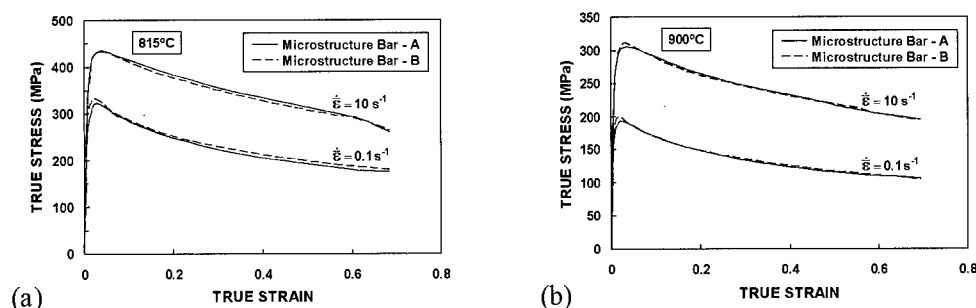 815°C
Microstructure Bar - A
Microstructure Bar - B
ε̇ = 10 s⁻¹
ε̇ = 0.1 s⁻¹
TRUE STRESS (MPa)
500
400
300
200
100
0
0
0.2
0.4
0.6
0.8
TRUE STRAIN
(a)
900°C
Microstructure Bar - A
Microstructure Bar - B
ε̇ = 10 s⁻¹
ε̇ = 0.1 s⁻¹
TRUE STRESS (MPa)
350
300
250
200
150
100
50
0
0
0.2
0.4
0.6
0.8
TRUE STRAIN
(b)